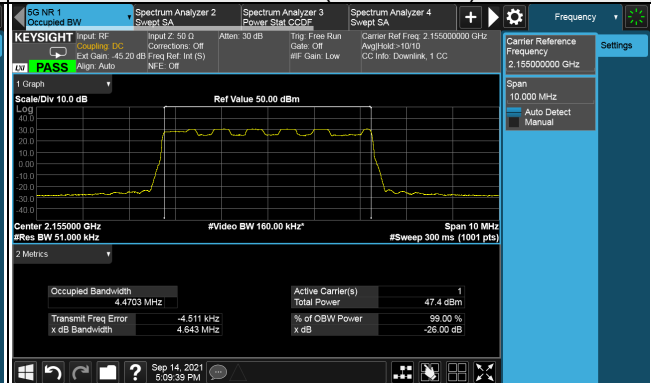 5G NR 1
Occupied BW
Spectrum Analyzer 2
Swept SA
Spectrum Analyzer 3
Power Stat CCDF
Spectrum Analyzer 4
Swept SA
Frequency
KEYSIGHT
LXI PASS
Input: RF
Coupling: DC
Ext Gain: -45.20 dB
Align: Auto
Input Z: 50 Ω
Corrections: Off
Freq Ref: Int (S)
NFE: Off
Atten: 30 dB
Trig: Free Run
Gate: Off
#IF Gain: Low
Carrier Ref Freq: 2.155000000 GHz
Avg|Hold:>10/10
CC Info: Downlink, 1 CC
Carrier Reference
Frequency
2.155000000 GHz
Settings
Span
10.000 MHz
Auto Detect
Manual
1 Graph
Scale/Div 10.0 dB
Ref Value 50.00 dBm
Log
40.0
30.0
20.0
10.0
0.00
-10.0
-20.0
-30.0
-40.0
Center 2.155000 GHz
#Video BW 160.00 kHz*
Span 10 MHz
#Res BW 51.000 kHz
#Sweep 300 ms (1001 pts)
2 Metrics
Occupied Bandwidth
4.4703 MHz
Active Carrier(s) 1
Total Power 47.4 dBm
Transmit Freq Error -4.511 kHz
x dB Bandwidth 4.643 MHz
% of OBW Power 99.00 %
x dB -26.00 dB
?
Sep 14, 2021
5:09:39 PM